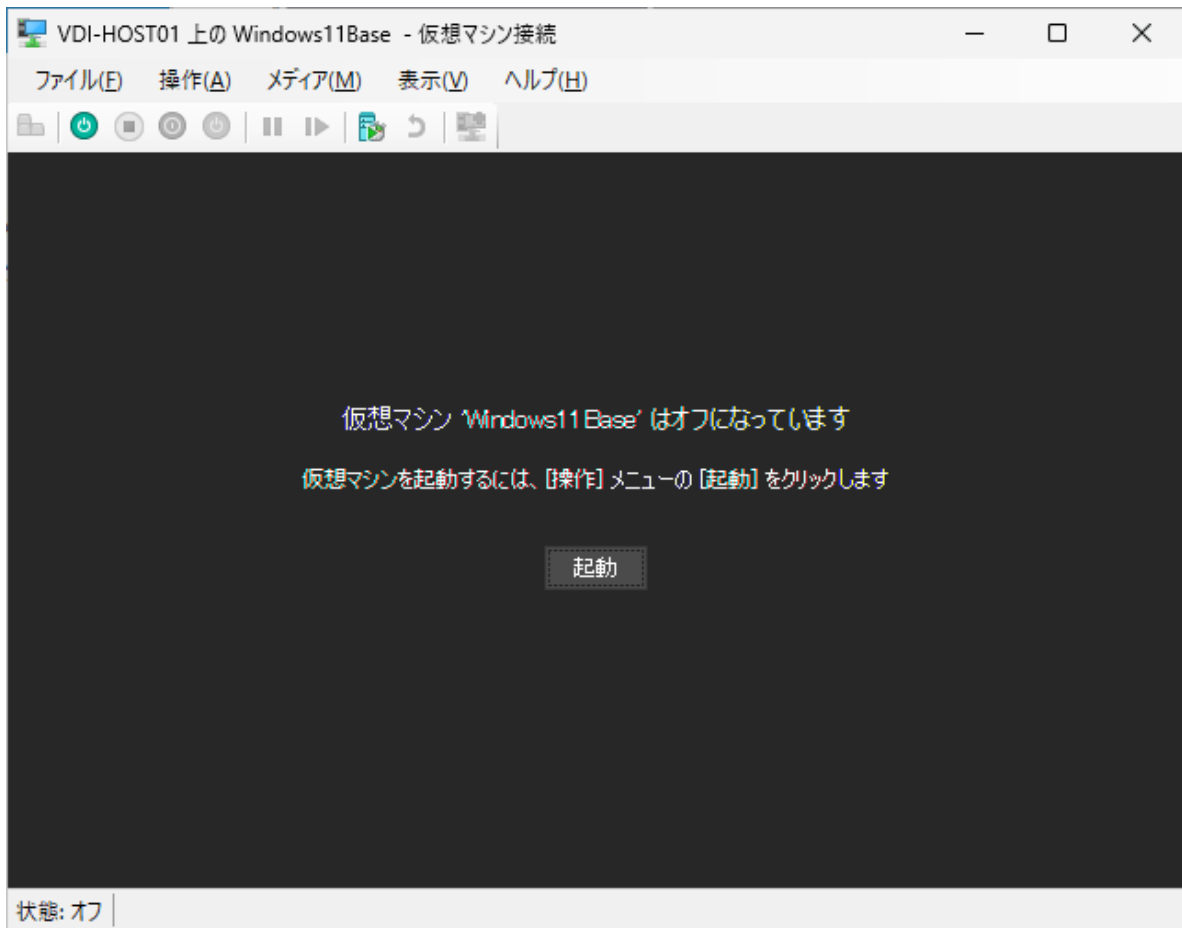 VDI-HOST01 上の Windows11Base - 仮想マシン接続
ファイル(F) 操作(A) メディア(M) 表示(V) ヘルプ(H)
仮想マシン 'Windows11Base' はオフになっています
仮想マシンを起動するには、[操作] メニューの [起動] をクリックします
起動
状態: オフ